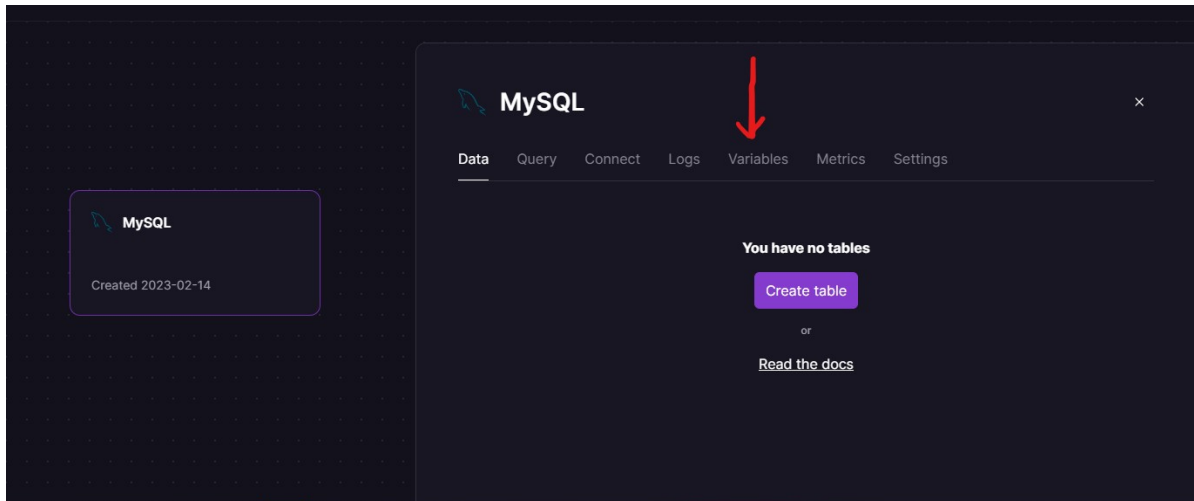 MySQL
Created 2023-02-14
MySQL
×
Data Query Connect Logs Variables Metrics Settings
You have no tables
Create table
or
Read the docs